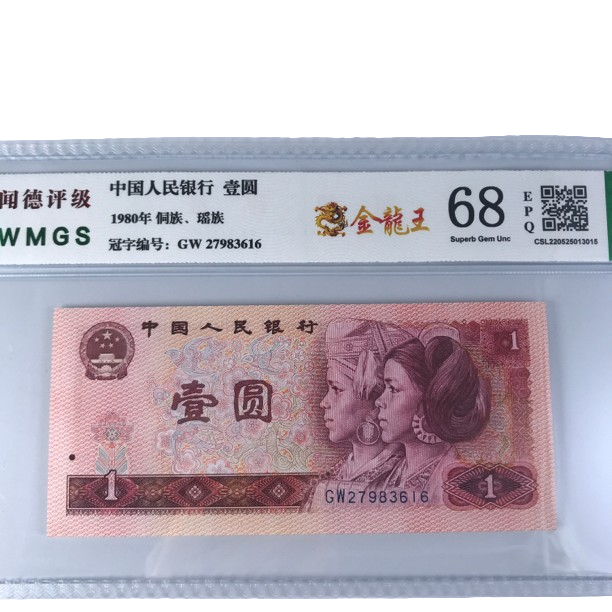 闻德评级
WMGS
中国人民银行 壹圆
1980年 侗族、瑶族
冠字编号：GW 27983616
金龍王
68
Superb Gem Unc
EPQ
CSL220525013015
中国人民银行
1
壹圆
1
GW27983616
1